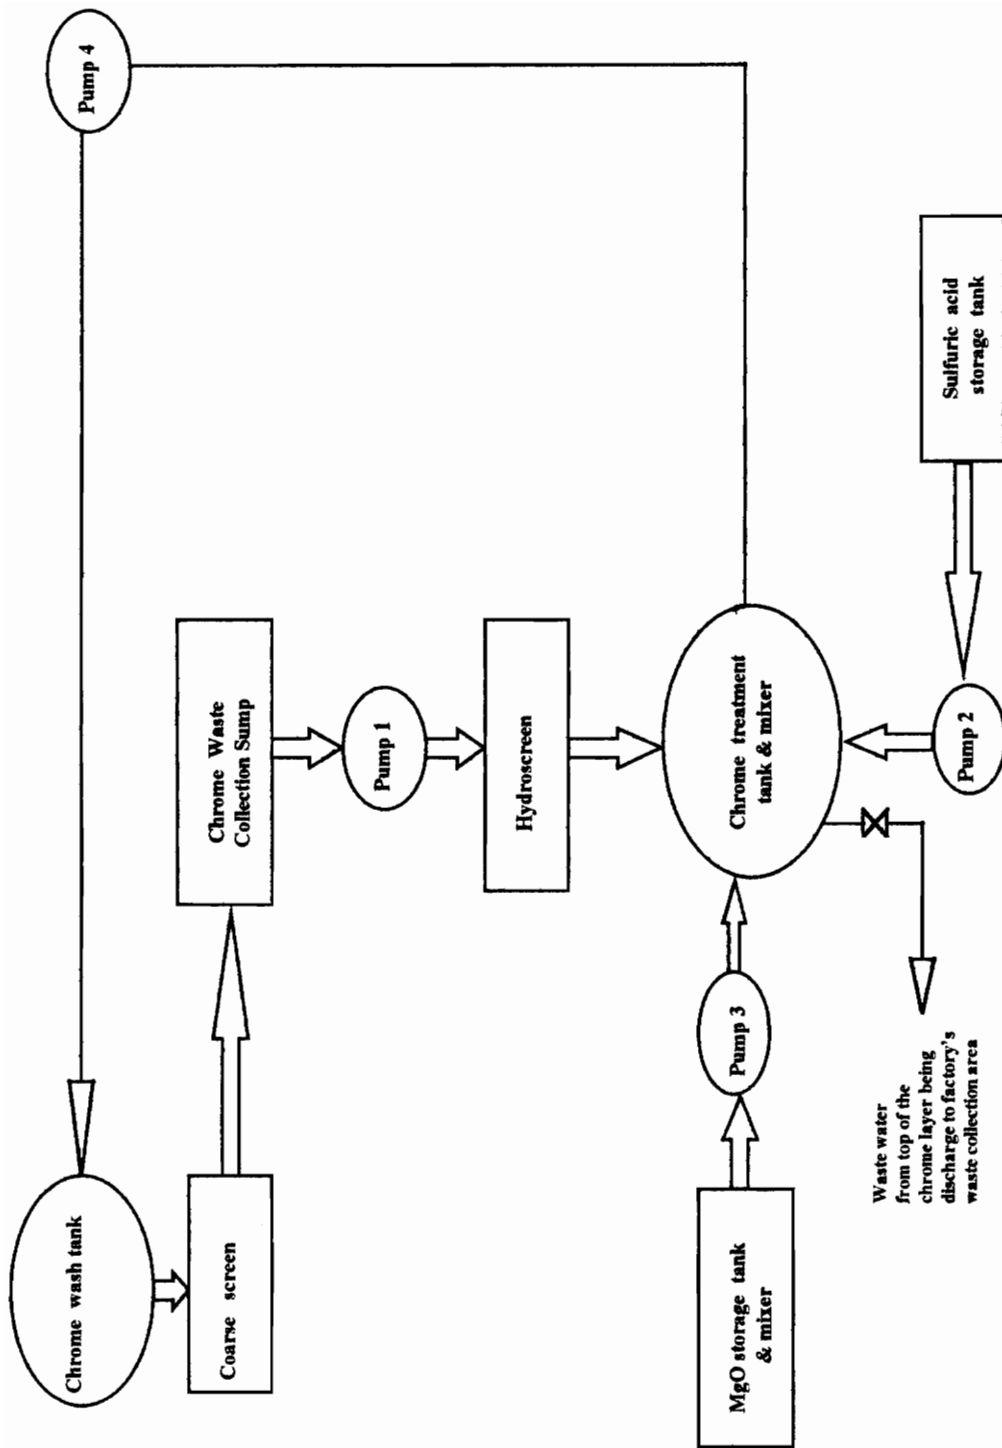 Chrome wash tank
Coarse screen
Chrome Waste
Collection Sump
Pump 1
Hydroscreen
Chrome treatment
tank & mixer
Pump 4
MgO storage tank
& mixer
Pump 3
Pump 2
Sulfuric acid
storage tank
Waste water
from top of the
chrome layer being
discharge to factory's
waste collection area